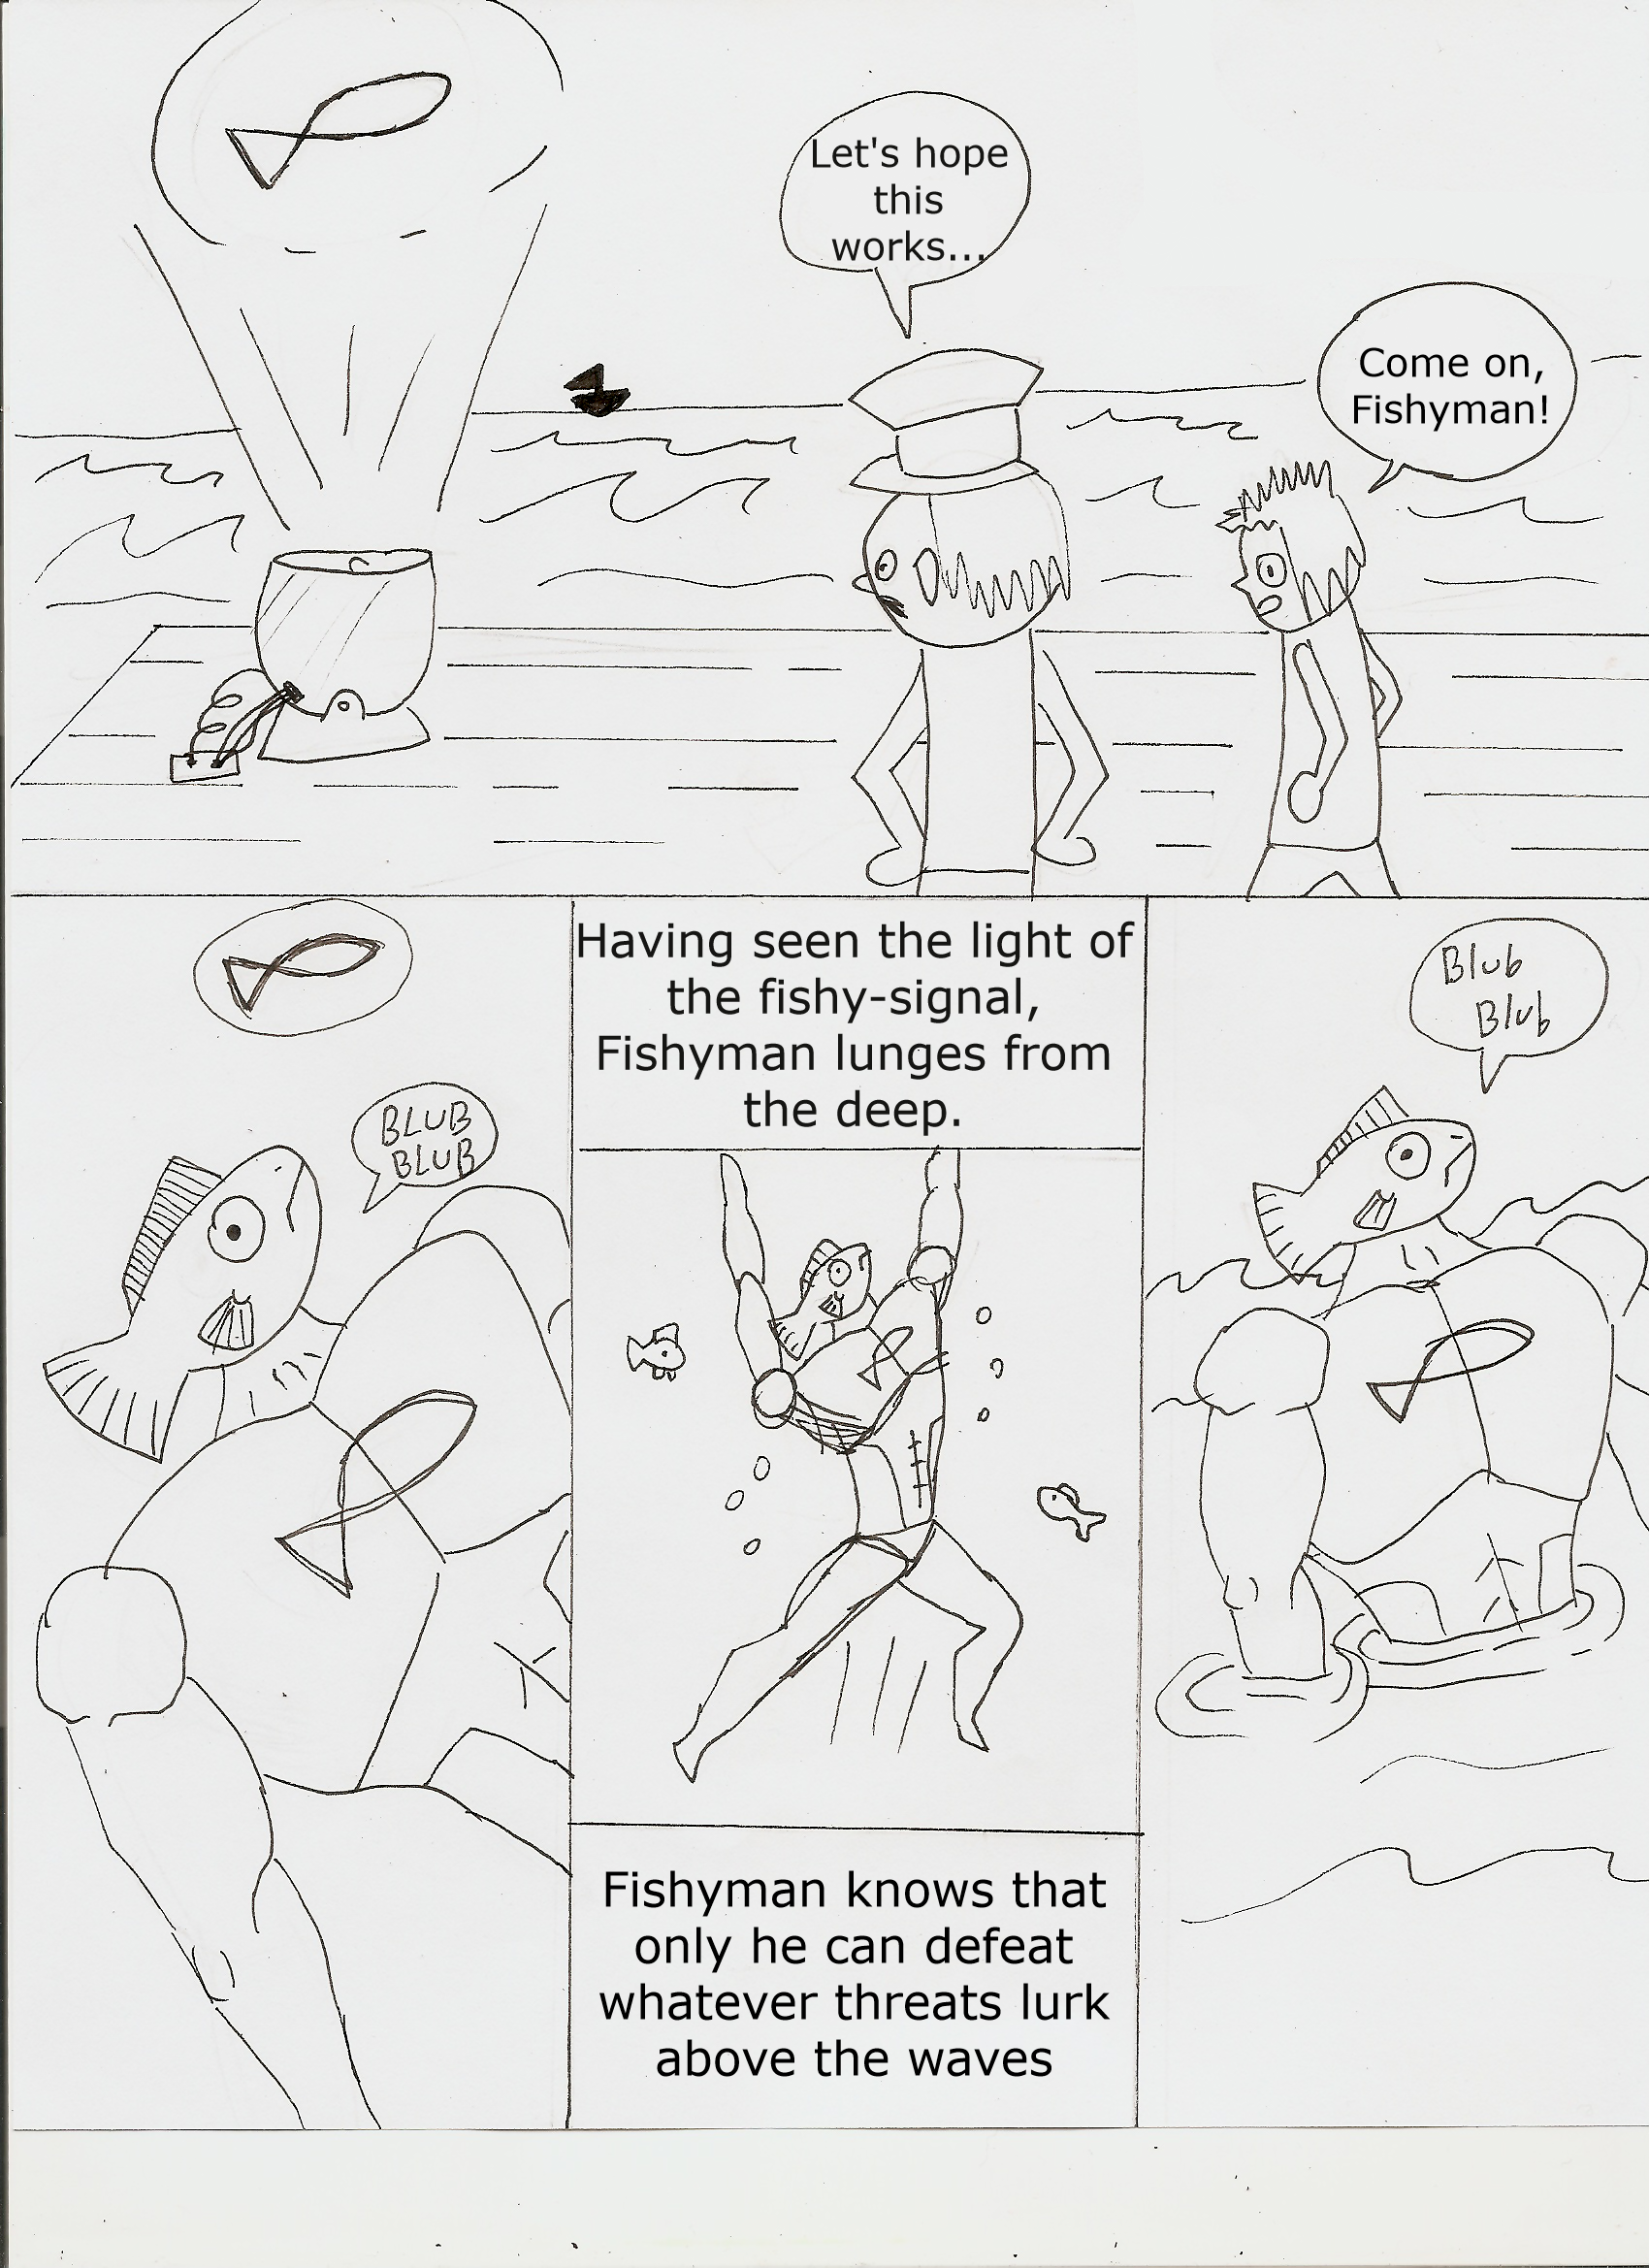 Let's hope
this
works...
Come on,
Fishyman!
BLUB
BLUB
Having seen the light of
the fishy-signal,
Fishyman lunges from
the deep.
Fishyman knows that
only he can defeat
whatever threats lurk
above the waves
Blub
Blub